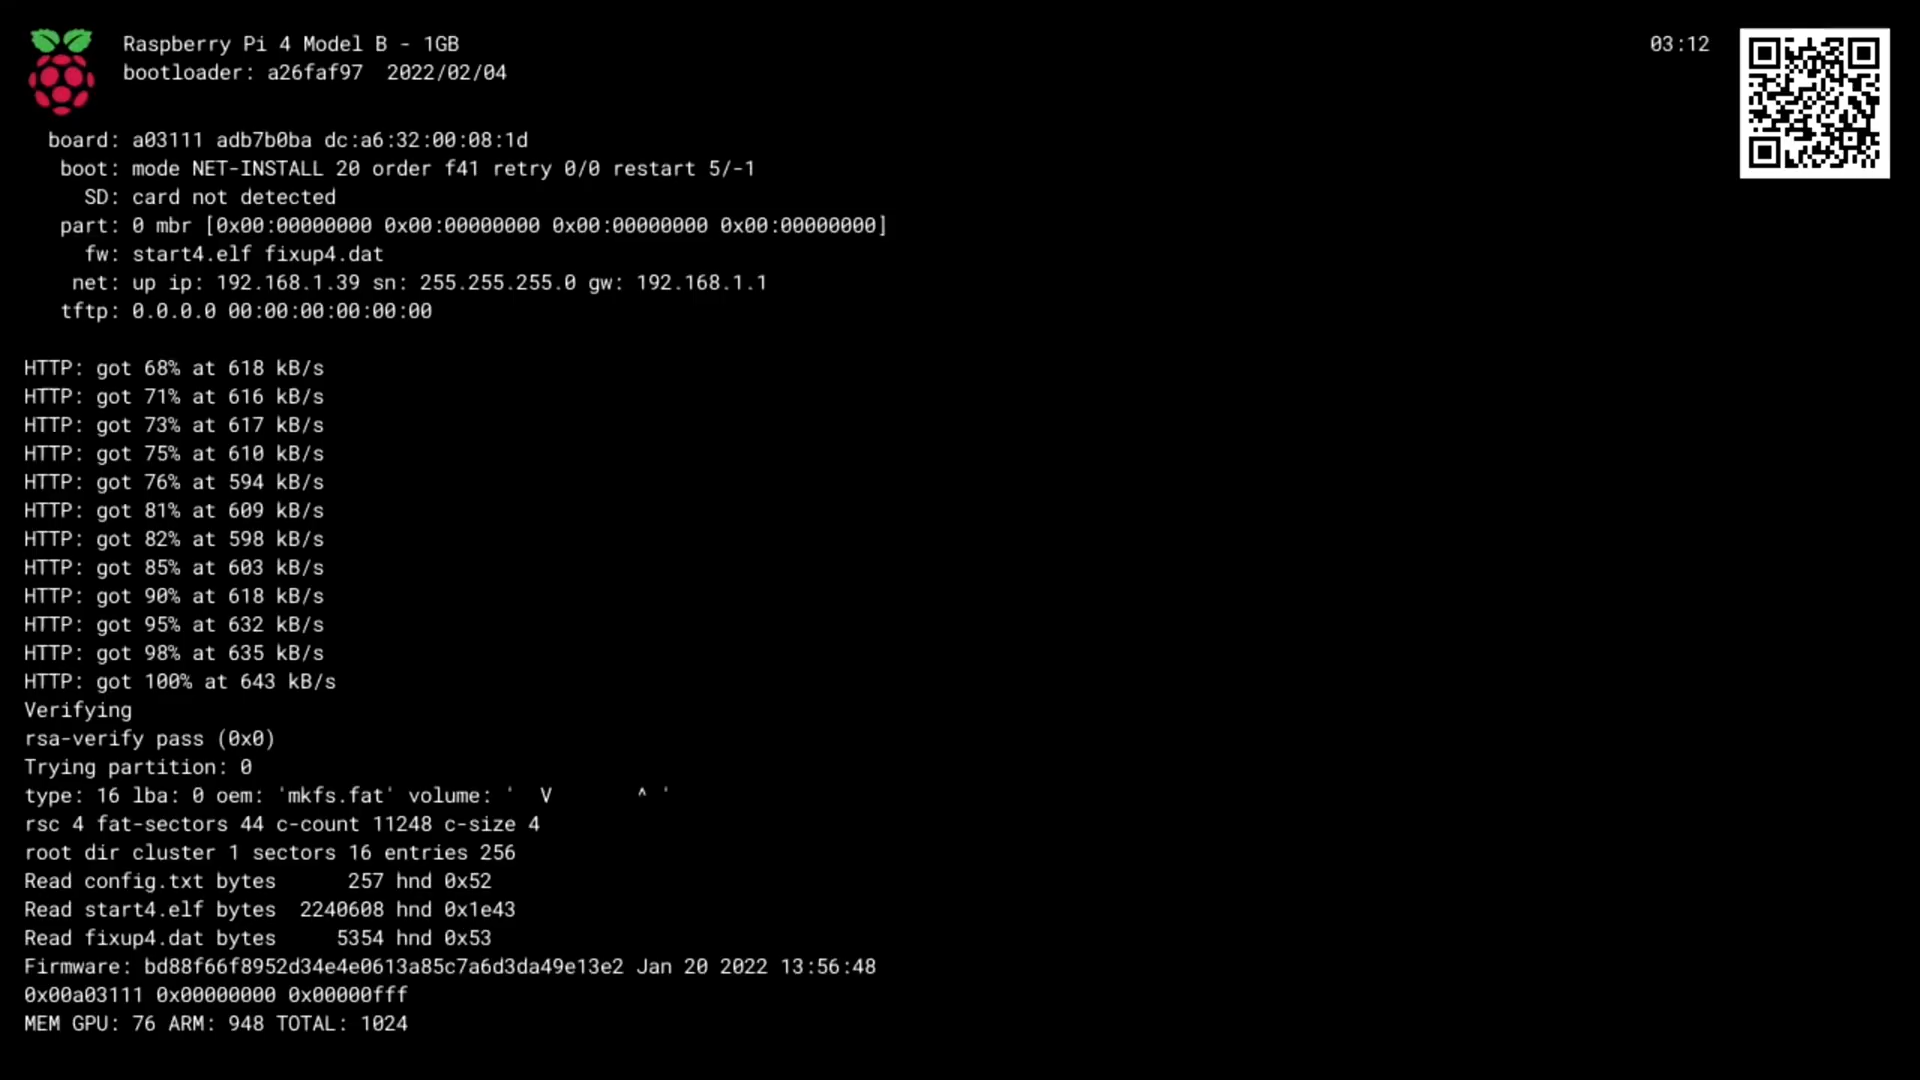 Raspberry Pi 4 Model B - 1GB
bootloader: a26faf97 2022/02/04
03:12
board: a03111 adb7b0ba dc:a6:32:00:08:1d
boot: mode NET-INSTALL 20 order f41 retry 0/0 restart 5/-1
SD: card not detected
part: 0 mbr [0x00:00000000 0x00:00000000 0x00:00000000 0x00:00000000]
fw: start4.elf fixup4.dat
net: up ip: 192.168.1.39 sn: 255.255.255.0 gw: 192.168.1.1
tftp: 0.0.0.0 00:00:00:00:00:00
HTTP: got 68% at 618 kB/s
HTTP: got 71% at 616 kB/s
HTTP: got 73% at 617 kB/s
HTTP: got 75% at 610 kB/s
HTTP: got 76% at 594 kB/s
HTTP: got 81% at 609 kB/s
HTTP: got 82% at 598 kB/s
HTTP: got 85% at 603 kB/s
HTTP: got 90% at 618 kB/s
HTTP: got 95% at 632 kB/s
HTTP: got 98% at 635 kB/s
HTTP: got 100% at 643 kB/s
Verifying
rsa-verify pass (0x0)
Trying partition: 0
type: 16 lba: 0 oem: 'mkfs.fat' volume: '  V       ^ '
rsc 4 fat-sectors 44 c-count 11248 c-size 4
root dir cluster 1 sectors 16 entries 256
Read config.txt bytes      257 hnd 0x52
Read start4.elf bytes  2240608 hnd 0x1e43
Read fixup4.dat bytes     5354 hnd 0x53
Firmware: bd88f66f8952d34e4e0613a85c7a6d3da49e13e2 Jan 20 2022 13:56:48
0x00a03111 0x00000000 0x00000fff
MEM GPU: 76 ARM: 948 TOTAL: 1024